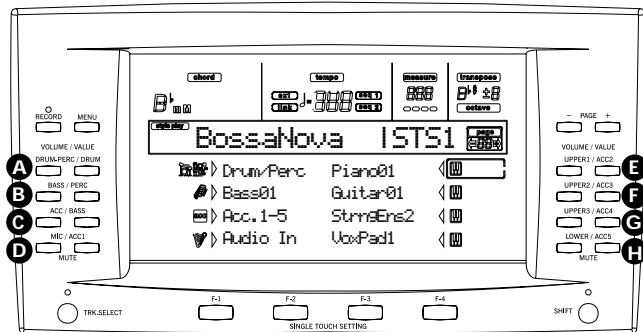 chord tempo measure transpose
B♭ ext link ♩= seq 1 seq 2 B♭♯ ±8
octave
style play BossaNova |STS1 page
RECORD MENU - PAGE +
VOLUME / VALUE VOLUME / VALUE
A DRUM-PERC / DRUM Drum/Perc Piano01 UPPER1 / ACC2 E
B BASS / PERC Bass01 Guitar01 UPPER2 / ACC3 F
C ACC / BASS ACC Acc.1-5 StrngEns2 UPPER3 / ACC4 G
D MIC / ACC1 Audio In VoxPad1 LOWER / ACC5 H
MUTE MUTE
TRK.SELECT F-1 F-2 F-3 F-4 SHIFT
SINGLE TOUCH SETTING